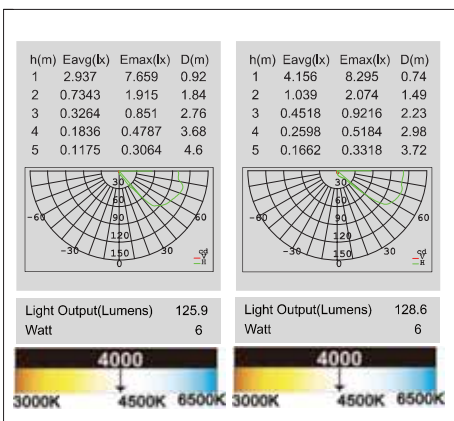 h(m) Eavg(lx) Emax(lx) D(m)
1 2.937 7.659 0.92
2 0.7343 1.915 1.84
3 0.3264 0.851 2.76
4 0.1836 0.4787 3.68
5 0.1175 0.3064 4.6
30
60
-60 90 60
120
-30 150 30 cd
0 V
H
Light Output(Lumens) 125.9
Watt 6
4000
3000K 4500K 6500K
h(m) Eavg(lx) Emax(lx) D(m)
1 4.156 8.295 0.74
2 1.039 2.074 1.49
3 0.4518 0.9216 2.23
4 0.2598 0.5184 2.98
5 0.1662 0.3318 3.72
30
60
-60 90 60
120
-30 150 30 cd
0 V
H
Light Output(Lumens) 128.6
Watt 6
4000
3000K 4500K 6500K